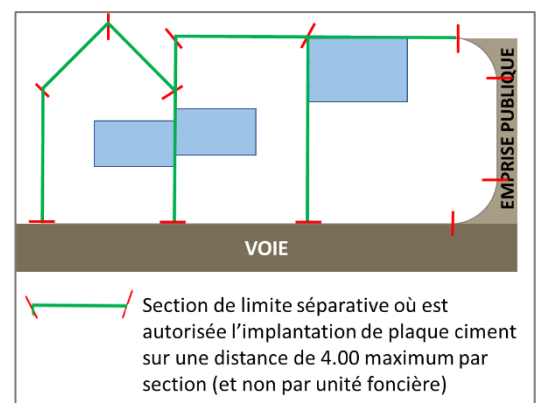 EMPRISE PUBLIQUE
VOIE
Section de limite séparative où est
autorisée l’implantation de plaque ciment
sur une distance de 4.00 maximum par
section (et non par unité foncière)